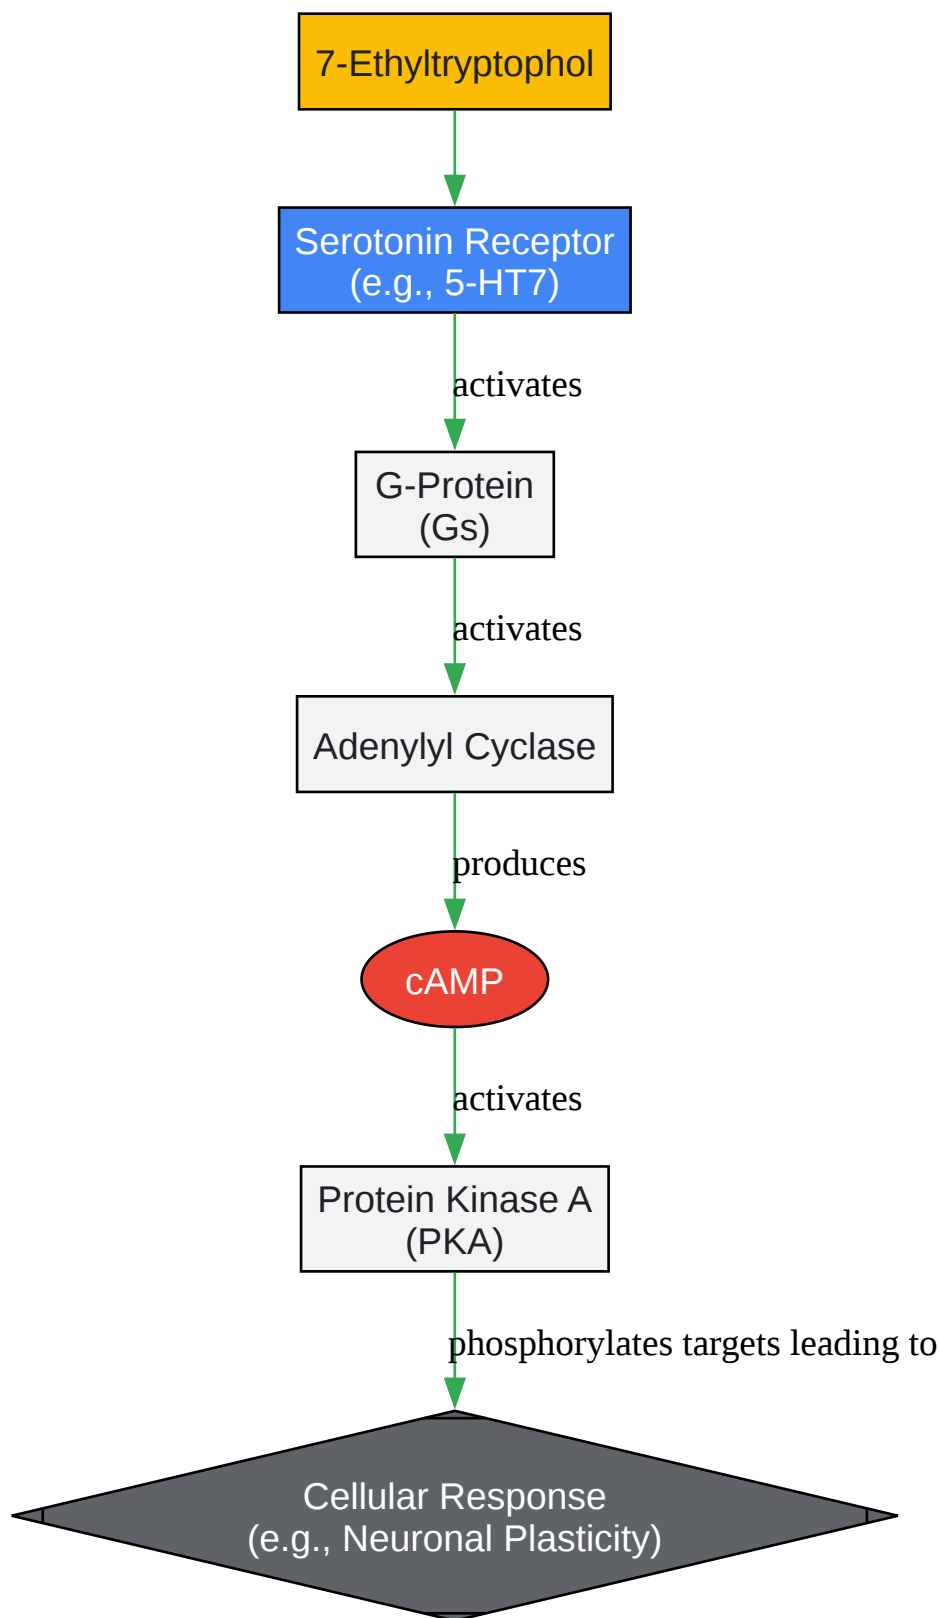 7-Ethyltryptophol
Serotonin Receptor
(e.g., 5-HT7)
activates
G-Protein
(Gs)
activates
Adenylyl Cyclase
produces
cAMP
activates
Protein Kinase A
(PKA)
phosphorylates targets leading to
Cellular Response
(e.g., Neuronal Plasticity)